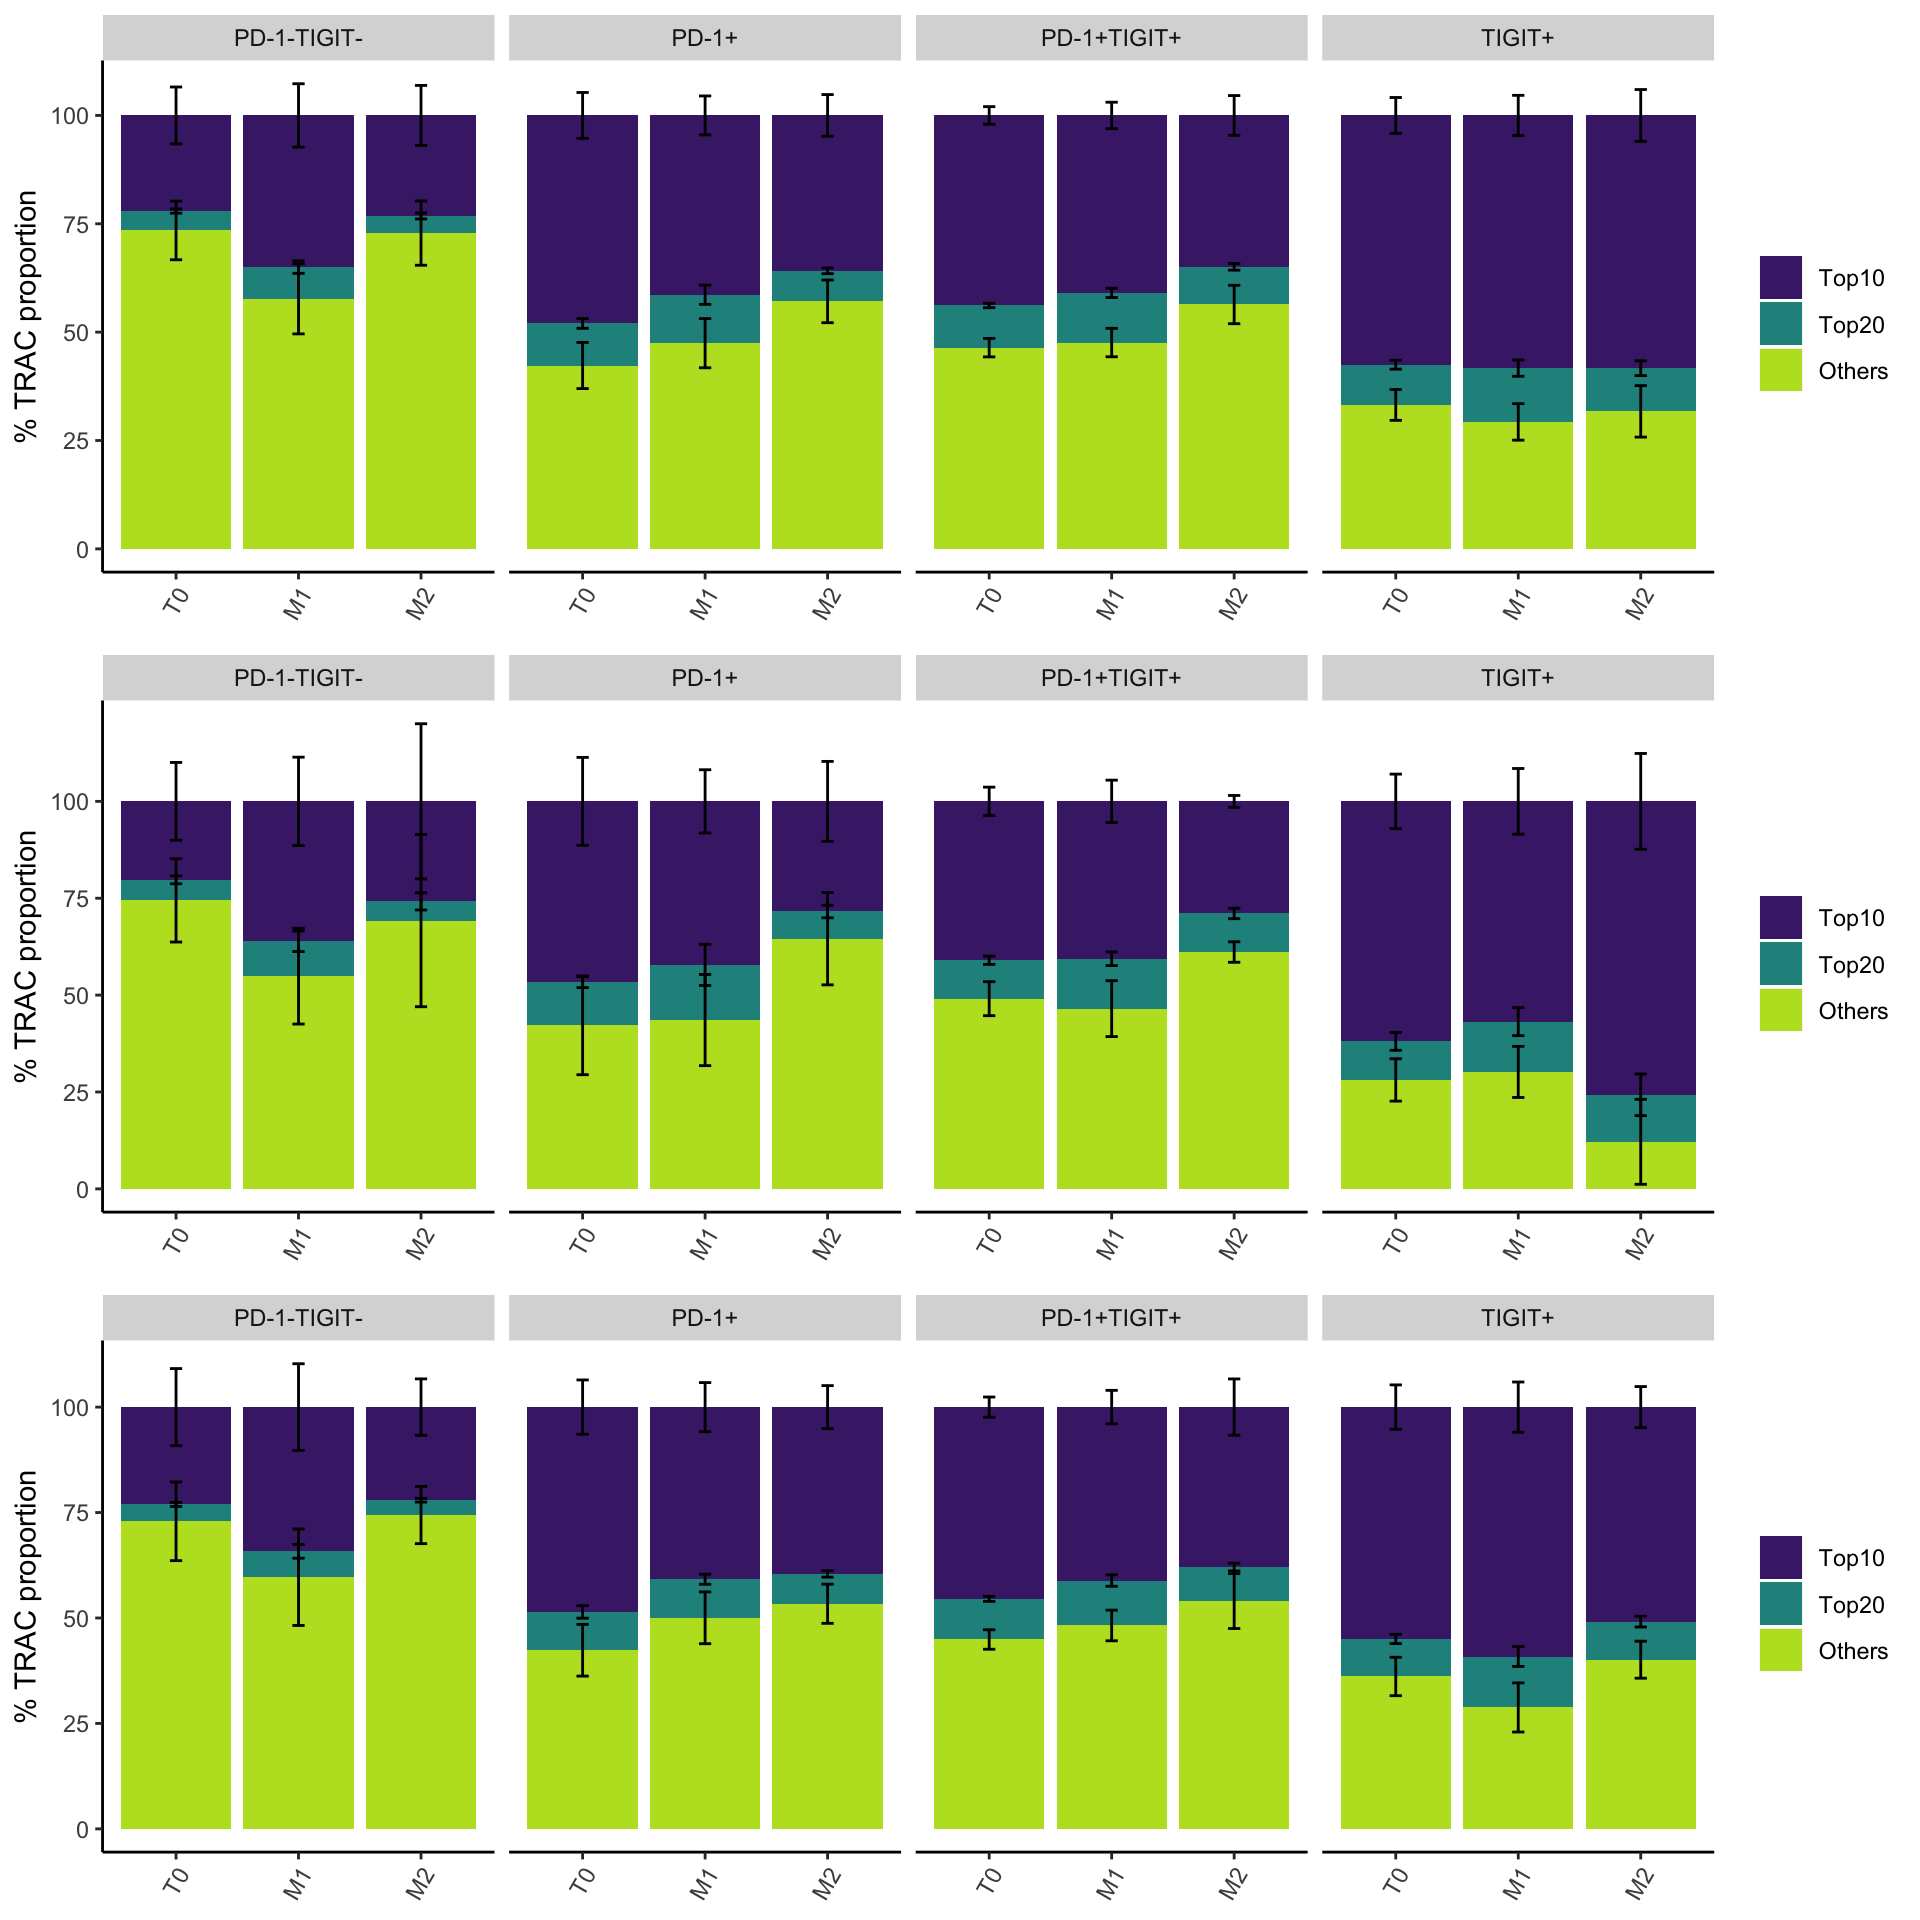 PD-1-TIGIT- PD-1+ PD-1+TIGIT+ TIGIT+
% TRAC proportion
100
75
50
25
0
T0 M1 M2 T0 M1 M2 T0 M1 M2 T0 M1 M2
Top10
Top20
Others
PD-1-TIGIT- PD-1+ PD-1+TIGIT+ TIGIT+
% TRAC proportion
100
75
50
25
0
T0 M1 M2 T0 M1 M2 T0 M1 M2 T0 M1 M2
Top10
Top20
Others
PD-1-TIGIT- PD-1+ PD-1+TIGIT+ TIGIT+
% TRAC proportion
100
75
50
25
0
T0 M1 M2 T0 M1 M2 T0 M1 M2 T0 M1 M2
Top10
Top20
Others